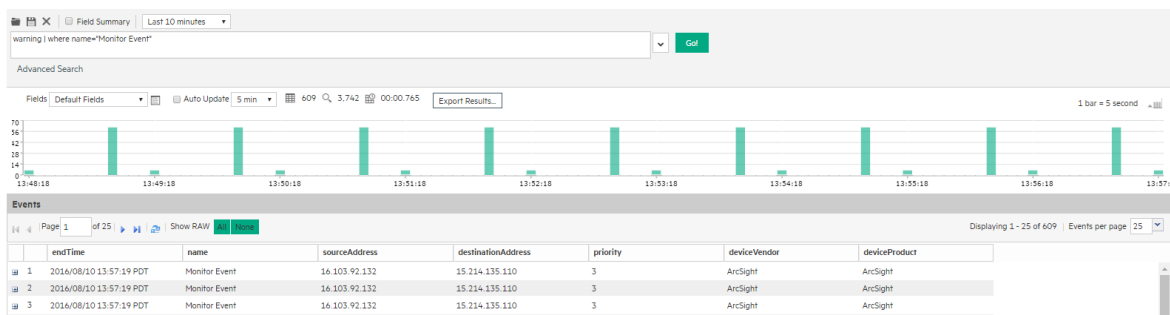 Field Summary Last 10 minutes
warning | where name="Monitor Event"
Go!
Advanced Search
Fields Default Fields Auto Update 5 min 609 3,742 00:00.765 Export Results... 1 bar = 5 second
70
56
42
28
14
0
13:48:18 13:49:18 13:50:18 13:51:18 13:52:18 13:53:18 13:54:18 13:55:18 13:56:18 13:57:
Events
Page 1 of 25 Show RAW All None Displaying 1 - 25 of 609 Events per page 25
endTime name sourceAddress destinationAddress priority deviceVendor deviceProduct
1 2016/08/10 13:57:19 PDT Monitor Event 16.103.92.132 15.214.135.110 3 ArcSight ArcSight
2 2016/08/10 13:57:19 PDT Monitor Event 16.103.92.132 15.214.135.110 3 ArcSight ArcSight
3 2016/08/10 13:57:19 PDT Monitor Event 16.103.92.132 15.214.135.110 3 ArcSight ArcSight